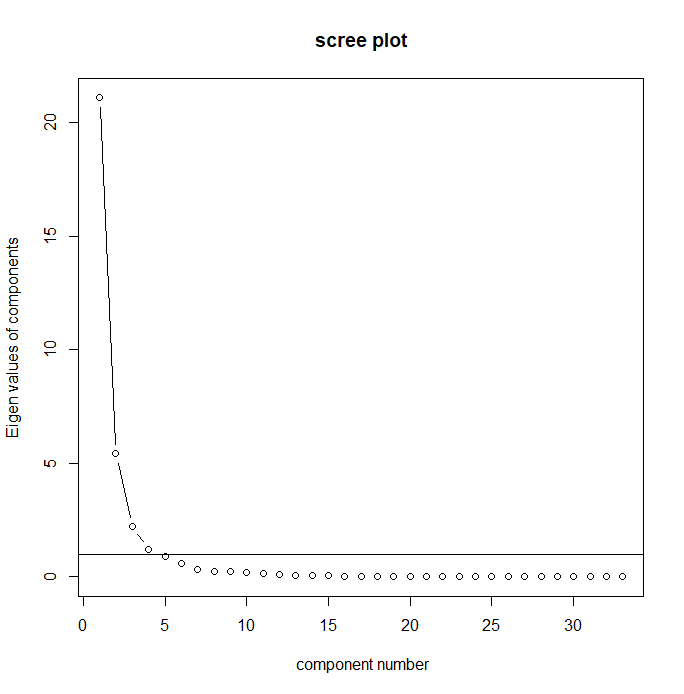 scree plot
Eigen values of components
20
15
10
5
0
0 5 10 15 20 25 30
component number